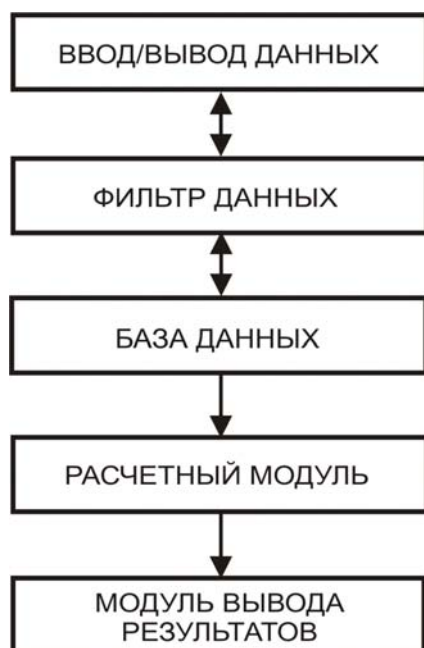 ВВОД/ВЫВОД ДАННЫХ
ФИЛЬТР ДАННЫХ
БАЗА ДАННЫХ
РАСЧЕТНЫЙ МОДУЛЬ
МОДУЛЬ ВЫВОДА
РЕЗУЛЬТАТОВ